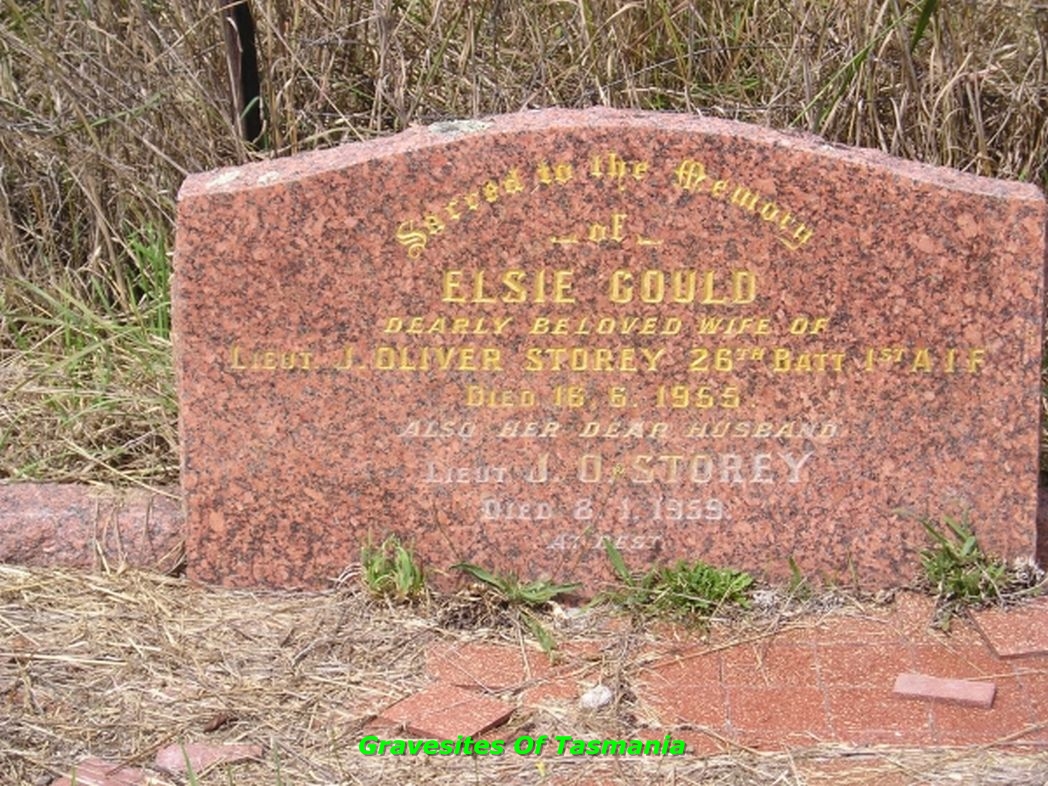 Sacred to the Memory
— of —
ELSIE GOULD
DEARLY BELOVED WIFE OF
LIEUT J. OLIVER STOREY 26TH BATT 1ST A I F
DIED 16. 6. 1955.
ALSO HER DEAR HUSBAND
LIEUT J. O. STOREY
DIED 8. 1. 1959.
AT REST
Gravesites Of Tasmania